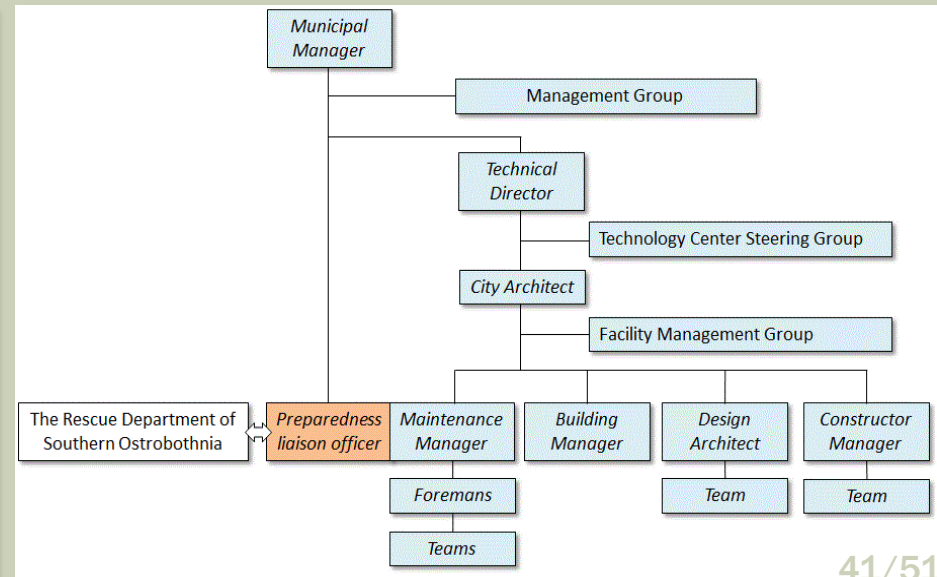 Municipal
Manager
Management Group
Technical
Director
Technology Center Steering Group
City Architect
Facility Management Group
The Rescue Department of
Southern Ostrobothnia
Preparedness
liaison officer
Maintenance
Manager
Building
Manager
Design
Architect
Constructor
Manager
Foremans
Team
Team
Teams
41/51